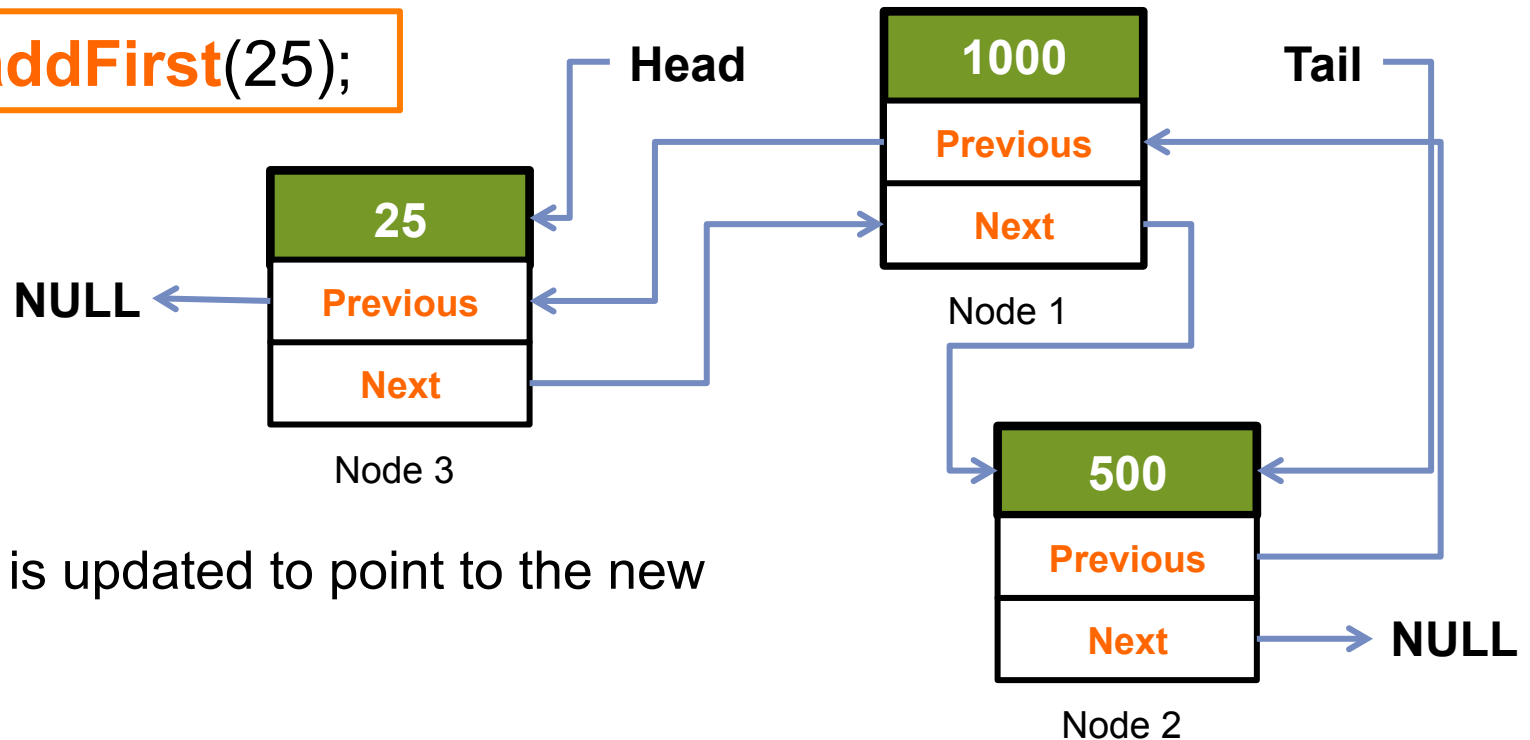 addFirst(25);
Head
1000
Tail
Previous
Next
Node 1
25
NULL
Previous
Next
Node 3
500
Previous
Next
NULL
Node 2
is updated to point to the new